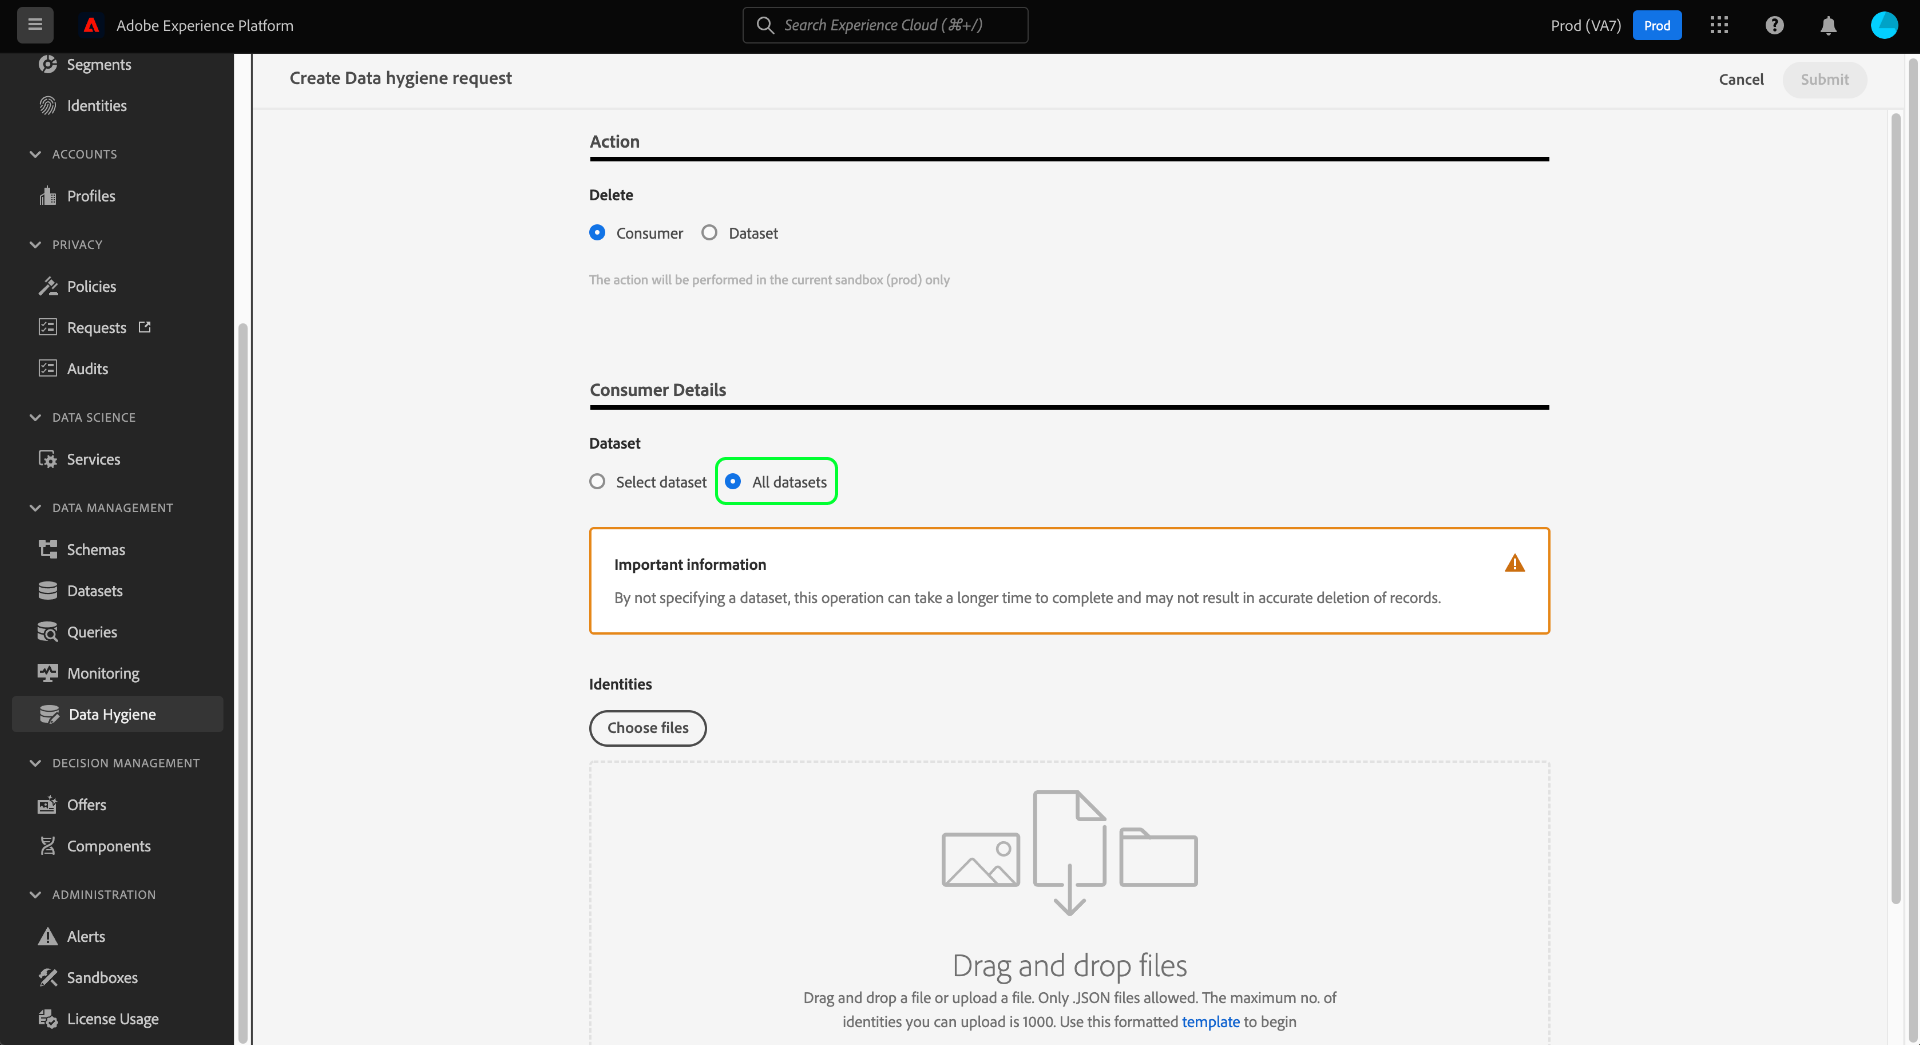 Adobe Experience Platform
Search Experience Cloud (⌘+/)
Prod (VA7)
Prod
Segments
Identities
ACCOUNTS
Profiles
PRIVACY
Policies
Requests
Audits
DATA SCIENCE
Services
DATA MANAGEMENT
Schemas
Datasets
Queries
Monitoring
Data Hygiene
DECISION MANAGEMENT
Offers
Components
ADMINISTRATION
Alerts
Sandboxes
License Usage
Create Data hygiene request
Cancel
Submit
Action
Delete
Consumer
Dataset
The action will be performed in the current sandbox (prod) only
Consumer Details
Dataset
Select dataset
All datasets
Important information
By not specifying a dataset, this operation can take a longer time to complete and may not result in accurate deletion of records.
Identities
Choose files
Drag and drop files
Drag and drop a file or upload a file. Only .JSON files allowed. The maximum no. of
identities you can upload is 1000. Use this formatted template to begin